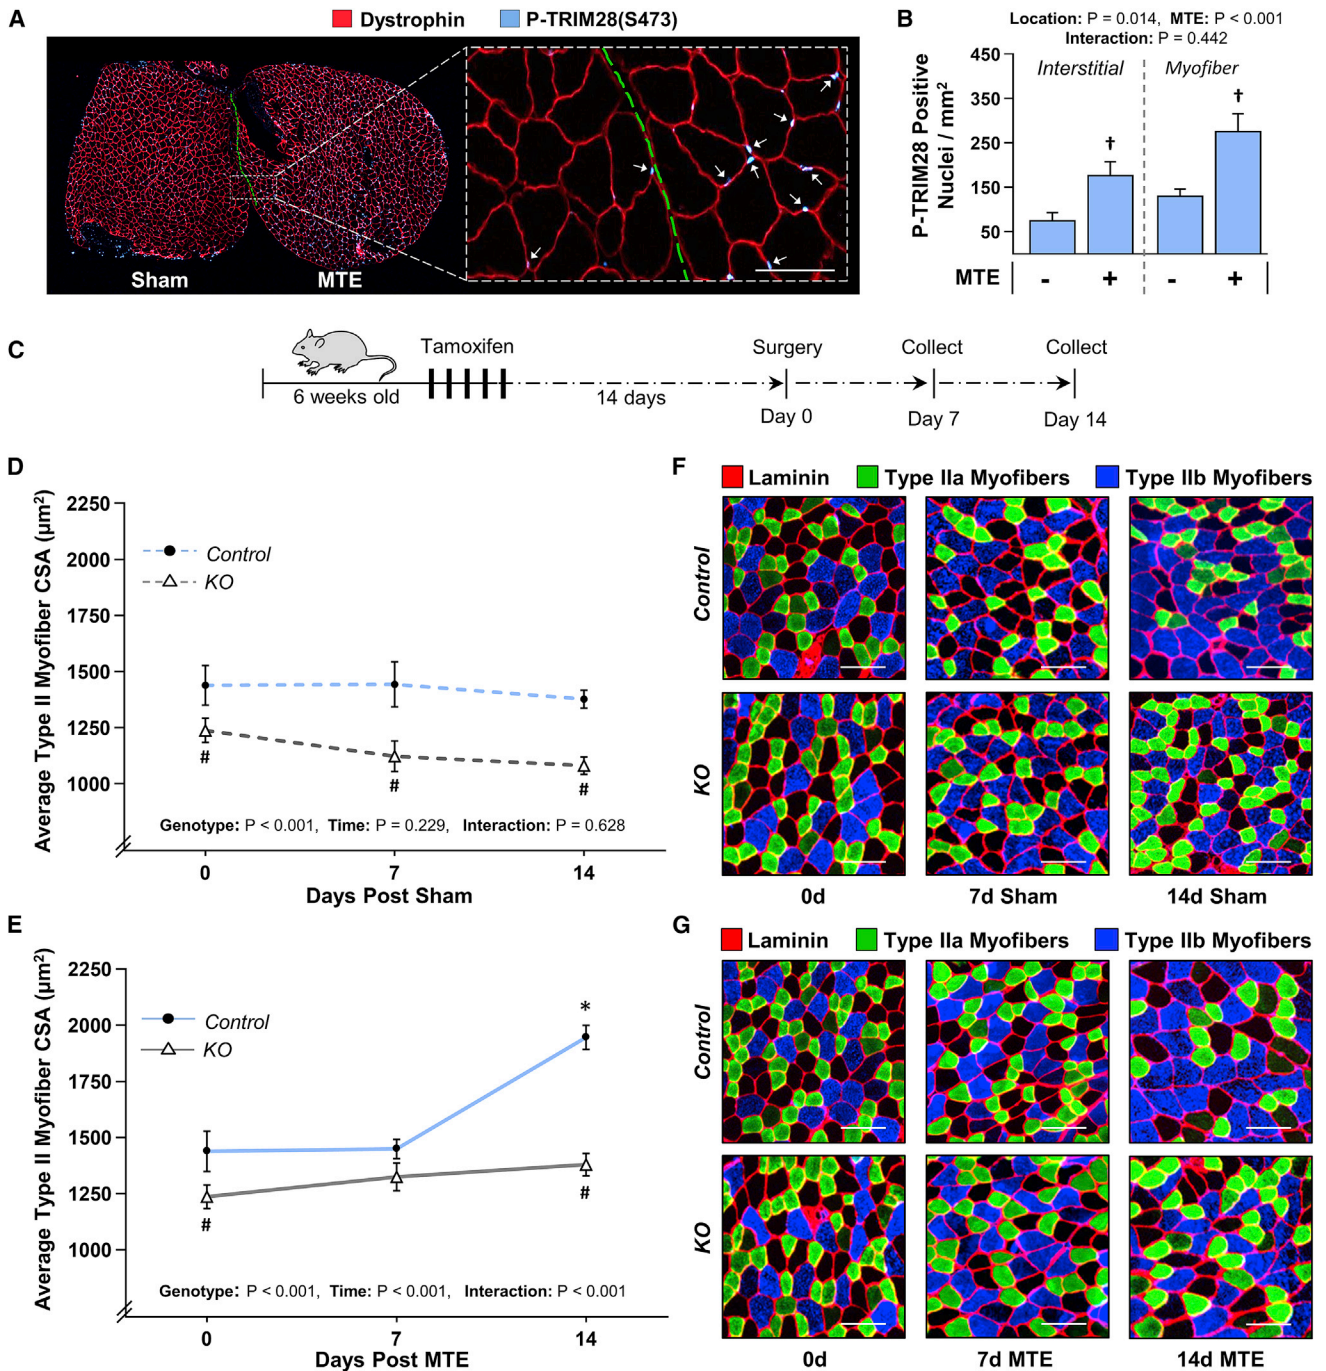 A
Dystrophin P-TRIM28(S473)
Sham MTE
B
Location: P = 0.014, MTE: P < 0.001
Interaction: P = 0.442
P-TRIM28 Positive
Nuclei / mm²
450
350
250
150
50
Interstitial Myofiber
† †
MTE - + - +
C
Tamoxifen Surgery Collect Collect
6 weeks old 14 days Day 0 Day 7 Day 14
D
Average Type II Myofiber CSA (µm²)
2250
2000
1750
1500
1250
1000
Control
KO
# # #
Genotype: P < 0.001, Time: P = 0.229, Interaction: P = 0.628
0 7 14
Days Post Sham
E
Average Type II Myofiber CSA (µm²)
2250
2000
1750
1500
1250
1000
Control
KO
*
# #
Genotype: P < 0.001, Time: P < 0.001, Interaction: P < 0.001
0 7 14
Days Post MTE
F
Laminin Type IIa Myofibers Type IIb Myofibers
Control
KO
0d 7d Sham 14d Sham
G
Laminin Type IIa Myofibers Type IIb Myofibers
Control
KO
0d 7d MTE 14d MTE